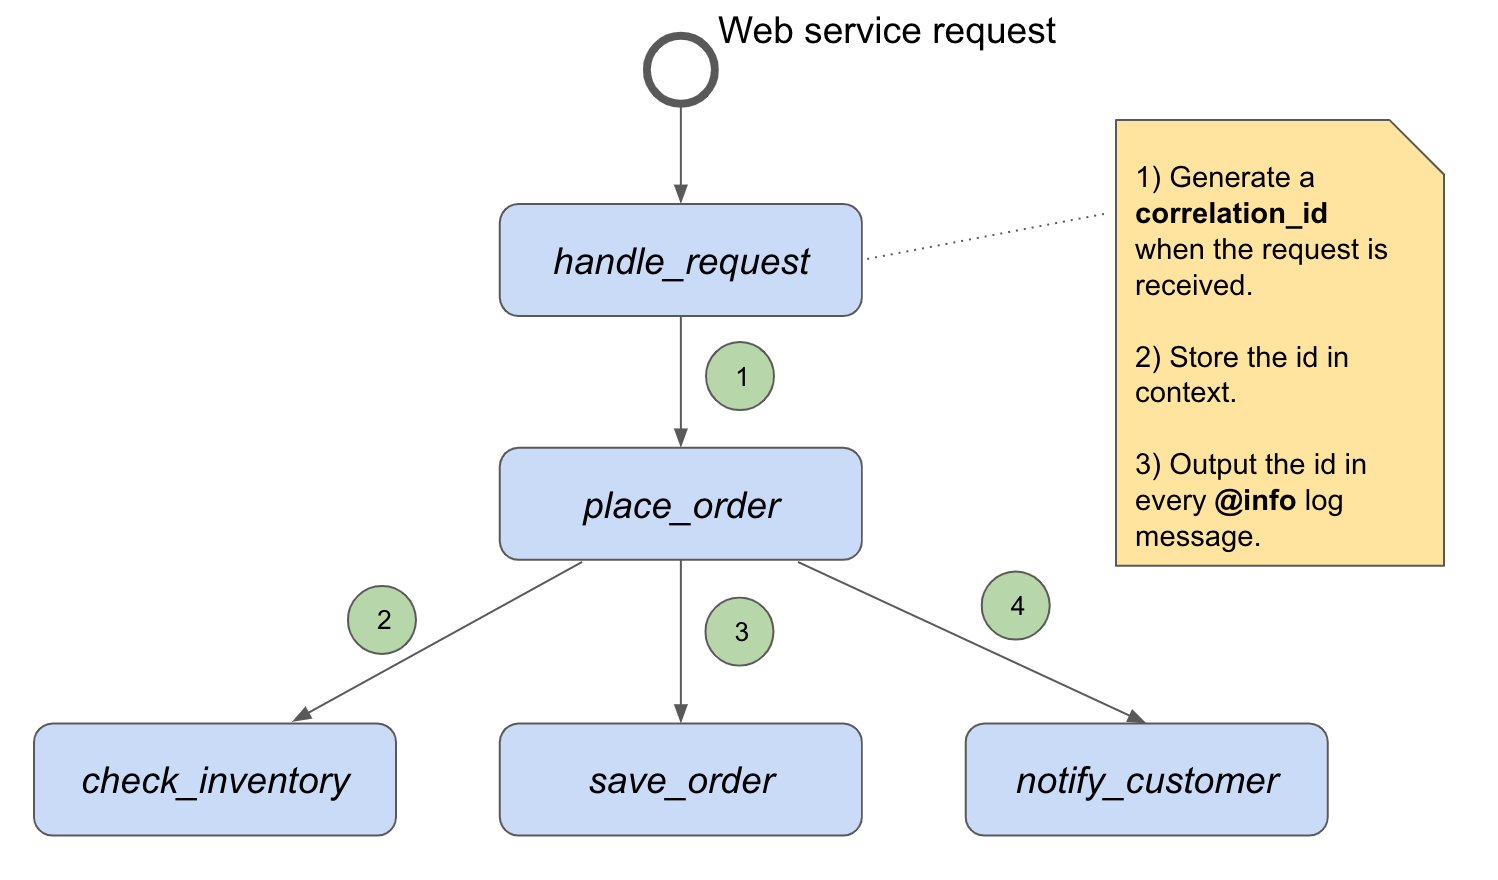 Web service request
handle_request
1) Generate a
correlation_id
when the request is
received.
2) Store the id in
context.
3) Output the id in
every @info log
message.
1
place_order
2
3
4
check_inventory
save_order
notify_customer